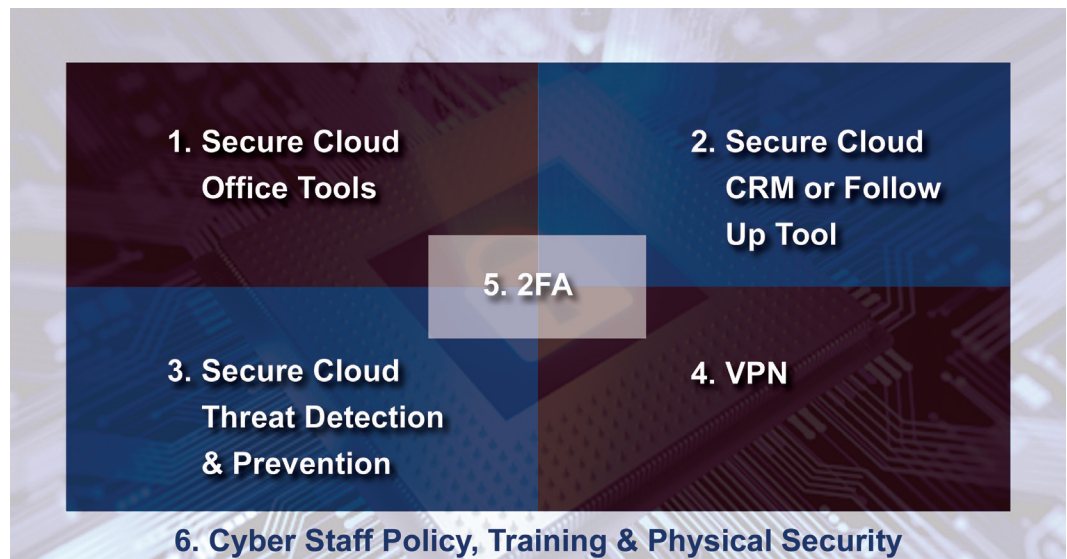 1. Secure Cloud
Office Tools
2. Secure Cloud
CRM or Follow
Up Tool
5. 2FA
3. Secure Cloud
Threat Detection
& Prevention
4. VPN
6. Cyber Staff Policy, Training & Physical Security